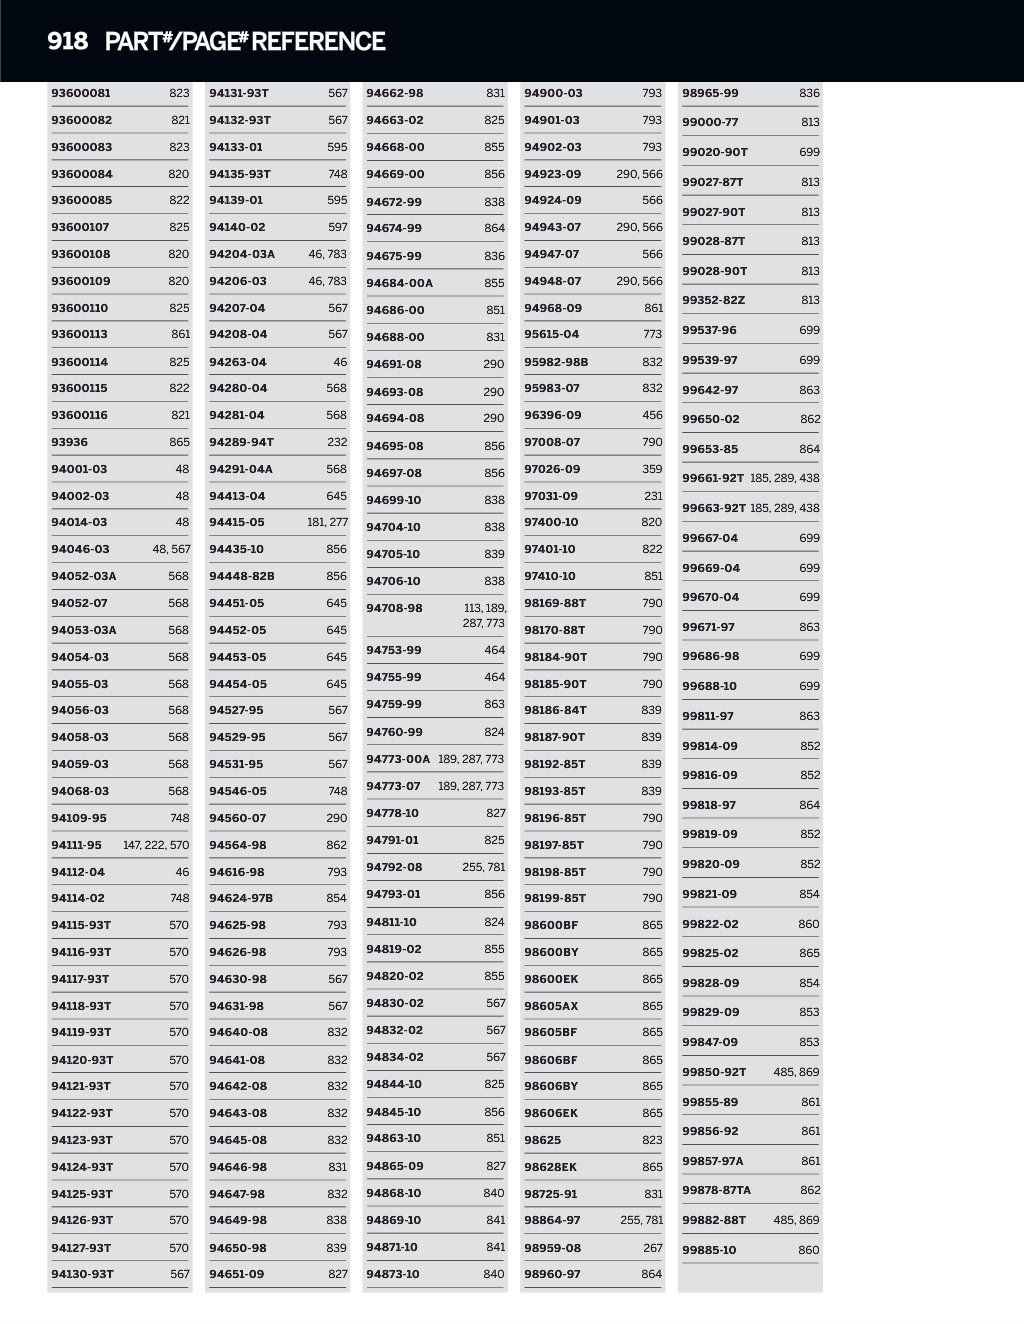 918 PART#/PAGE# REFERENCE
93600081 823
93600082 821
93600083 823
93600084 820
93600085 822
93600107 825
93600108 820
93600109 820
93600110 825
93600113 861
93600114 825
93600115 822
93600116 821
93936 865
94001-03 48
94002-03 48
94014-03 48
94046-03 48, 567
94052-03A 568
94052-07 568
94053-03A 568
94054-03 568
94055-03 568
94056-03 568
94058-03 568
94059-03 568
94068-03 568
94109-95 748
94111-95 147, 222, 570
94112-04 46
94114-02 748
94115-93T 570
94116-93T 570
94117-93T 570
94118-93T 570
94119-93T 570
94120-93T 570
94121-93T 570
94122-93T 570
94123-93T 570
94124-93T 570
94125-93T 570
94126-93T 570
94127-93T 570
94130-93T 567
94131-93T 567
94132-93T 567
94133-01 595
94135-93T 748
94139-01 595
94140-02 597
94204-03A 46, 783
94206-03 46, 783
94207-04 567
94208-04 567
94263-04 46
94280-04 568
94281-04 568
94289-94T 232
94291-04A 568
94413-04 645
94415-05 181, 277
94435-10 856
94448-82B 856
94451-05 645
94452-05 645
94453-05 645
94454-05 645
94527-95 567
94529-95 567
94531-95 567
94546-05 748
94560-07 290
94564-98 862
94616-98 793
94624-97B 854
94625-98 793
94626-98 793
94630-98 567
94631-98 567
94640-08 832
94641-08 832
94642-08 832
94643-08 832
94645-08 832
94646-98 831
94647-98 832
94649-98 838
94650-98 839
94651-09 827
94662-98 831
94663-02 825
94668-00 855
94669-00 856
94672-99 838
94674-99 864
94675-99 836
94684-00A 855
94686-00 851
94688-00 831
94691-08 290
94693-08 290
94694-08 290
94695-08 856
94697-08 856
94699-10 838
94704-10 838
94705-10 839
94706-10 838
94708-98 113, 189,
287, 773
94753-99 464
94755-99 464
94759-99 863
94760-99 824
94773-00A 189, 287, 773
94773-07 189, 287, 773
94778-10 827
94791-01 825
94792-08 255, 781
94793-01 856
94811-10 824
94819-02 855
94820-02 855
94830-02 567
94832-02 567
94834-02 567
94844-10 825
94845-10 856
94863-10 851
94865-09 827
94868-10 840
94869-10 841
94871-10 841
94873-10 840
94900-03 793
94901-03 793
94902-03 793
94923-09 290, 566
94924-09 566
94943-07 290, 566
94947-07 566
94948-07 290, 566
94968-09 861
95615-04 773
95982-98B 832
95983-07 832
96396-09 456
97008-07 790
97026-09 359
97031-09 231
97400-10 820
97401-10 822
97410-10 851
98169-88T 790
98170-88T 790
98184-90T 790
98185-90T 790
98186-84T 839
98187-90T 839
98192-85T 839
98193-85T 839
98196-85T 790
98197-85T 790
98198-85T 790
98199-85T 790
98600BF 865
98600BY 865
98600EK 865
98605AX 865
98605BF 865
98606BF 865
98606BY 865
98606EK 865
98625 823
98628EK 865
98725-91 831
98864-97 255, 781
98959-08 267
98960-97 864
98965-99 836
99000-77 813
99020-90T 699
99027-87T 813
99027-90T 813
99028-87T 813
99028-90T 813
99352-82Z 813
99537-96 699
99539-97 699
99642-97 863
99650-02 862
99653-85 864
99661-92T 185, 289, 438
99663-92T 185, 289, 438
99667-04 699
99669-04 699
99670-04 699
99671-97 863
99686-98 699
99688-10 699
99811-97 863
99814-09 852
99816-09 852
99818-97 864
99819-09 852
99820-09 852
99821-09 854
99822-02 860
99825-02 865
99828-09 854
99829-09 853
99847-09 853
99850-92T 485, 869
99855-89 861
99856-92 861
99857-97A 861
99878-87TA 862
99882-88T 485, 869
99885-10 860